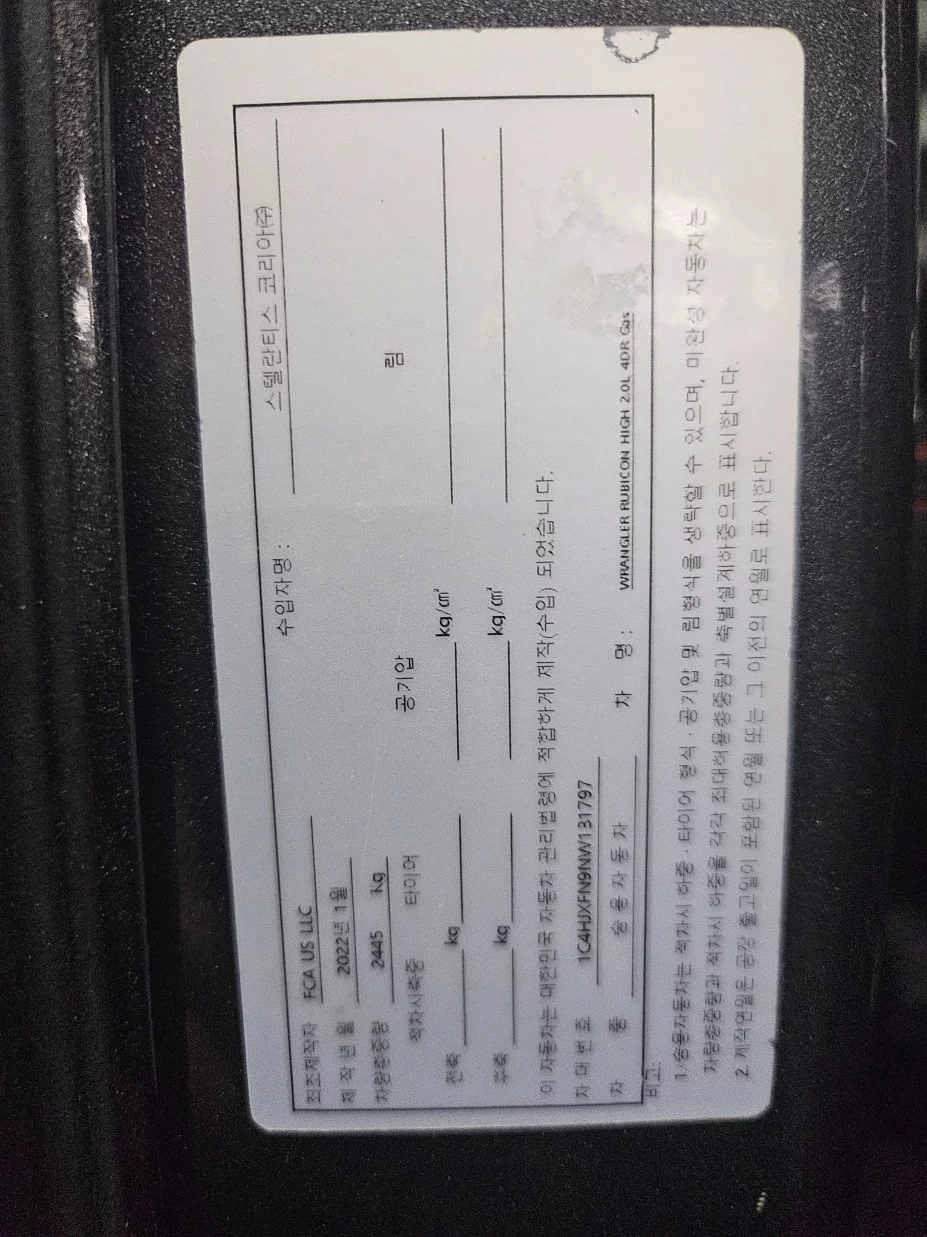 최초제작자 FCA US LLC 수입자명 : 스텔란티스 코리아㈜
제 작 년 월 2022년 1월
차량총중량 2445 kg
적차시축중 타이어 공기압 림
전축 kg kg/㎠
후축 kg kg/㎠
이 자동차는 대한민국 자동차 관리법령에 적합하게 제작(수입) 되었습니다.
차 대 번 호 1C4HJXFN9NW131797
차 종 승 용 자 동 차 차 명 : WRANGLER RUBICON HIGH 2.0L 4DR Gas
비고:
1. 승용자동차는 적차시 하중 · 타이어 형식 · 공기압 및 림형식을 생략할 수 있으며, 미완성 자동차는
차량총중량과 적차시 하중을 각각 최대허용총중량과 축별설계하중으로 표시합니다.
2. 제작연월은 공장 출고일이 포함된 연월 또는 그 이전의 연월로 표시한다.